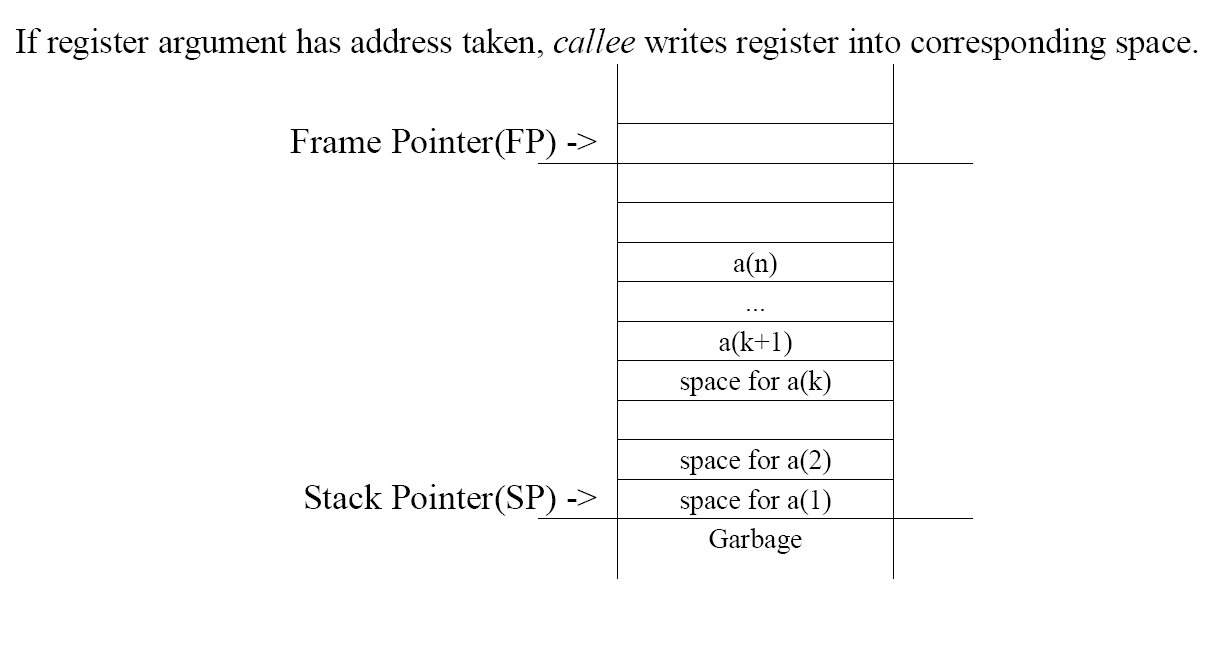 If register argument has address taken, callee writes register into corresponding space.
Frame Pointer(FP) ->
a(n)
...
a(k+1)
space for a(k)
space for a(2)
Stack Pointer(SP) -> space for a(1)
Garbage